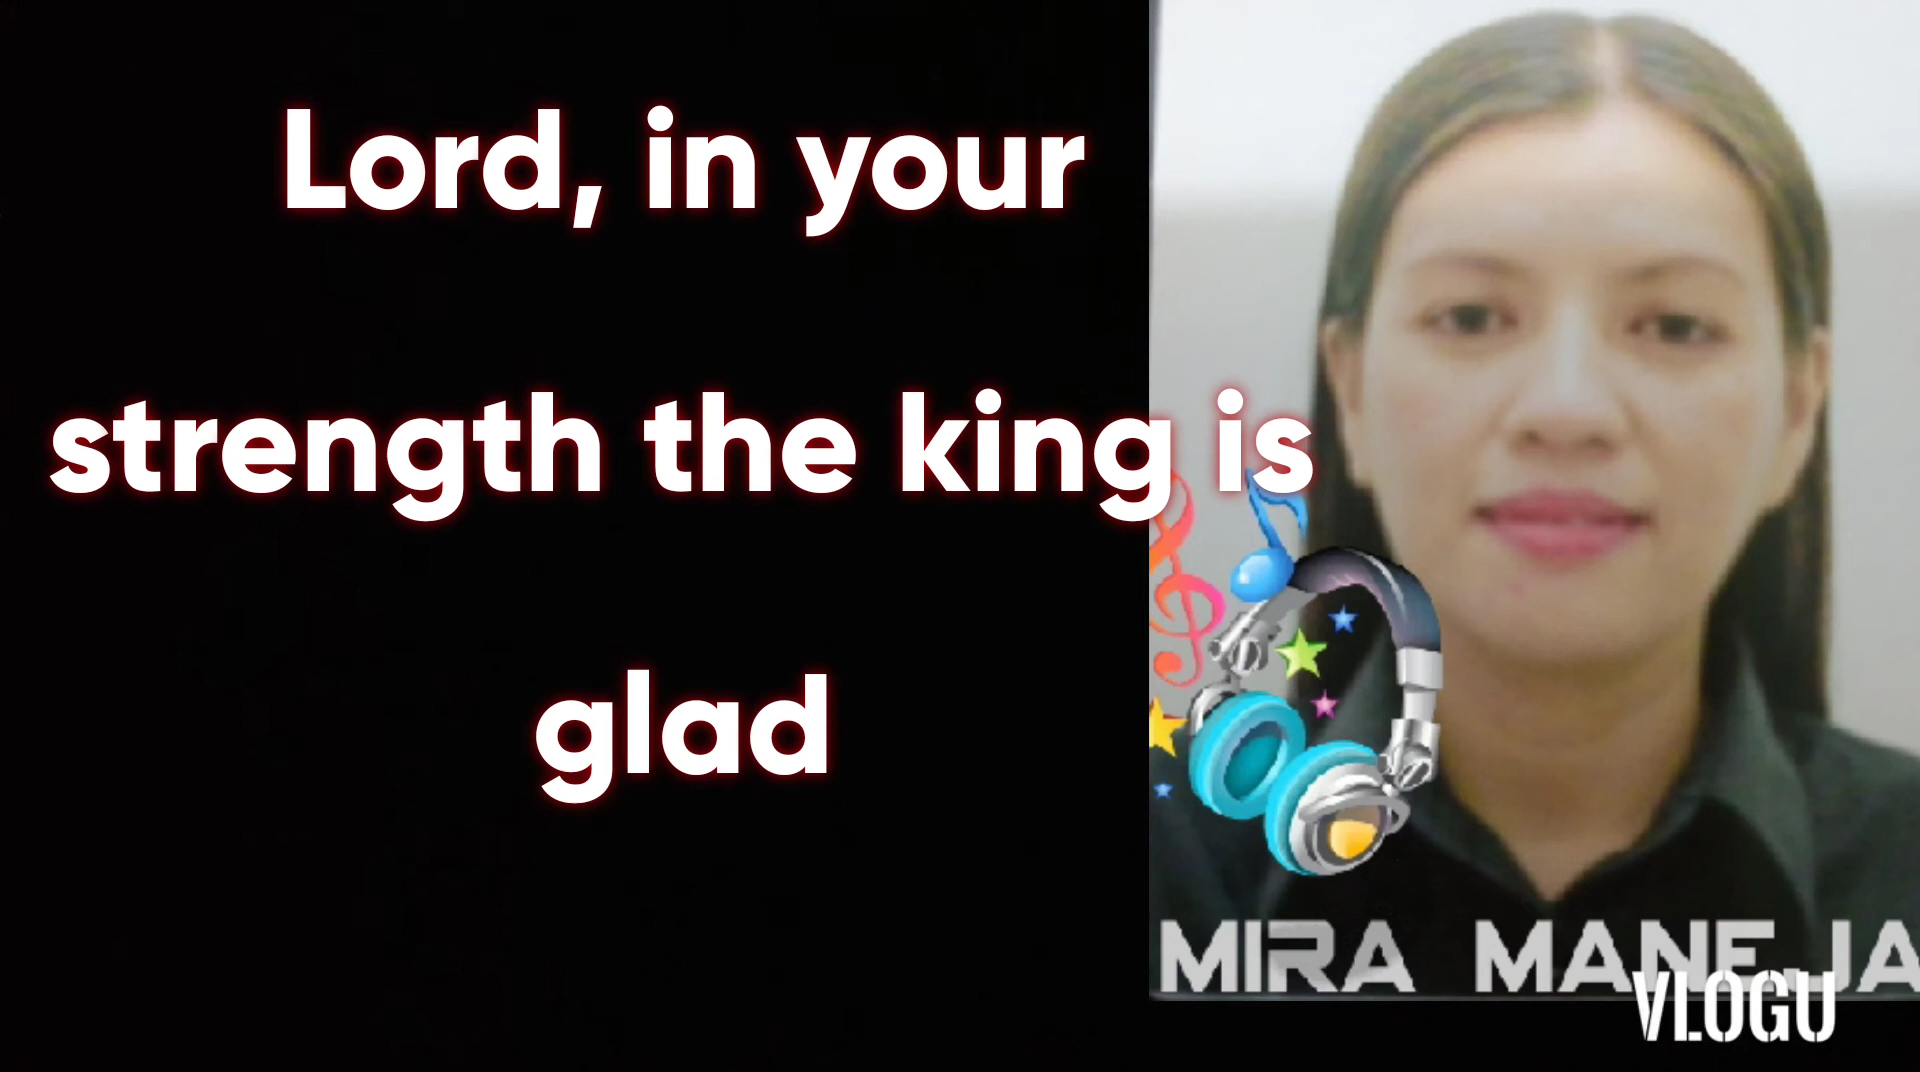 Lord, in your
strength the king is
glad
MIRA MANEJA
VLOGU